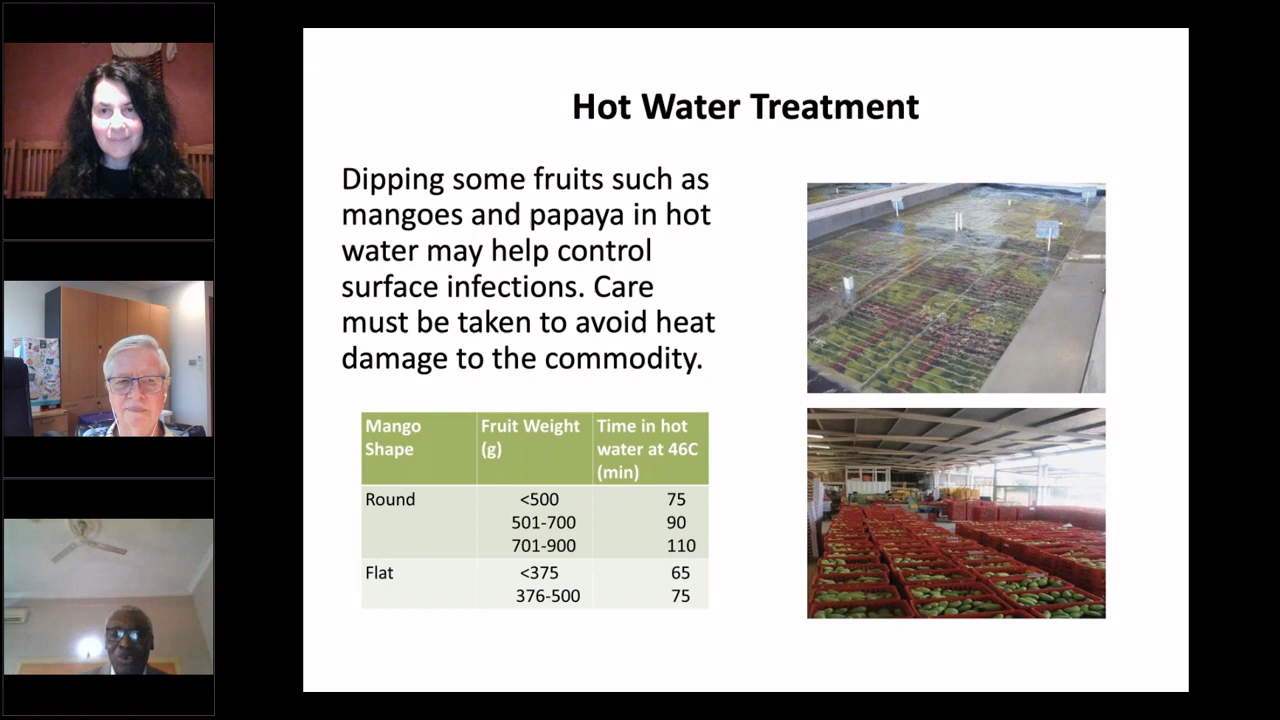 Hot Water Treatment
Dipping some fruits such as
mangoes and papaya in hot
water may help control
surface infections. Care
must be taken to avoid heat
damage to the commodity.
Mango Shape Fruit Weight (g) Time in hot water at 46C (min)
Round <500 75
501-700 90
701-900 110
Flat <375 65
376-500 75